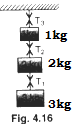 T₃
1kg
T₂
2kg
T₁
3kg
Fig. 4.16